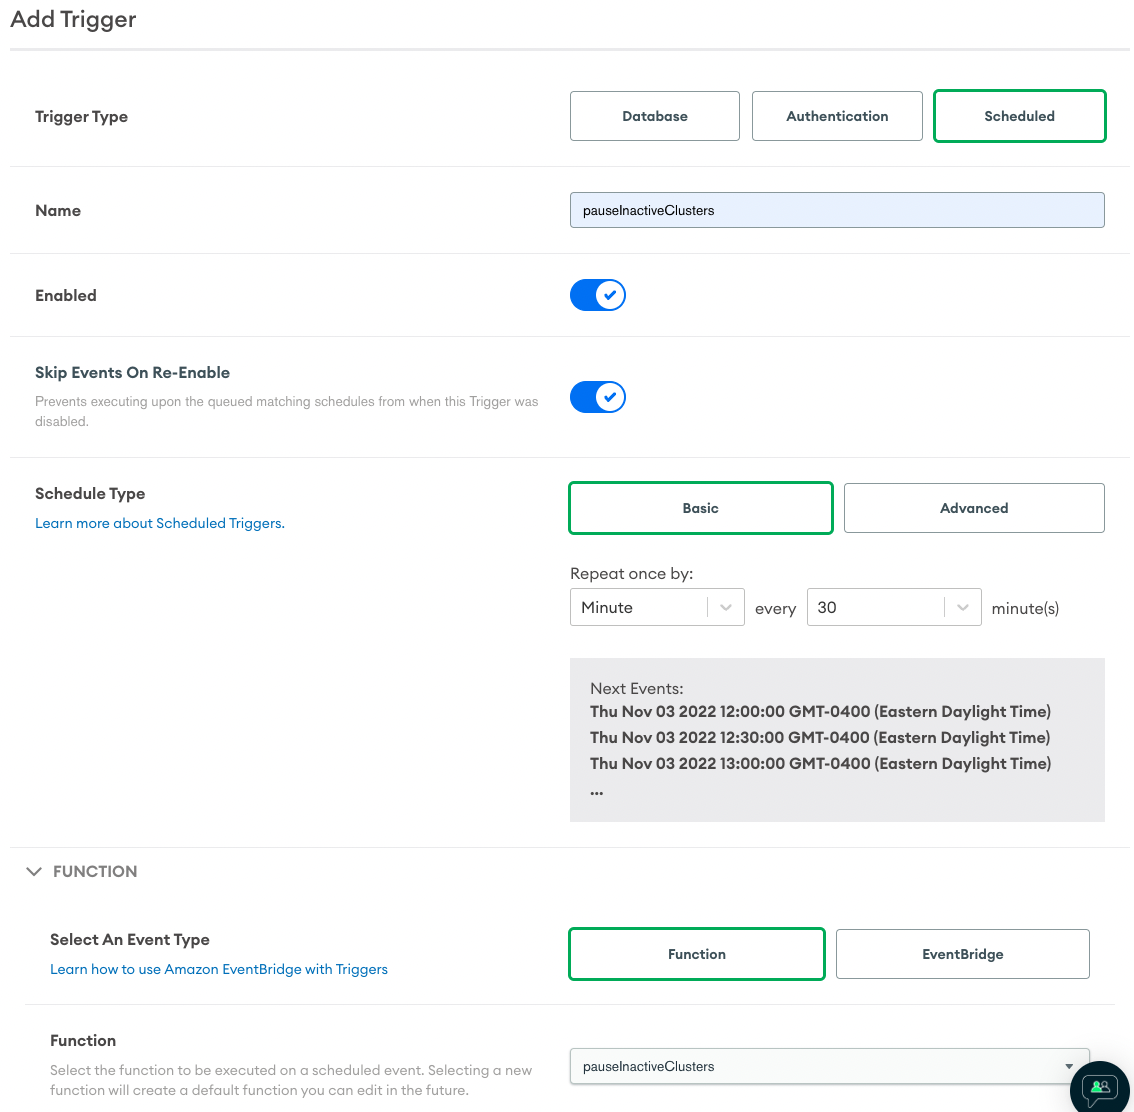 Add Trigger
Trigger Type
Database
Authentication
Scheduled
Name
pauseInactiveClusters
Enabled
Skip Events On Re-Enable
Prevents executing upon the queued matching schedules from when this Trigger was
disabled.
Schedule Type
Learn more about Scheduled Triggers.
Basic
Advanced
Repeat once by:
Minute
every
30
minute(s)
Next Events:
Thu Nov 03 2022 12:00:00 GMT-0400 (Eastern Daylight Time)
Thu Nov 03 2022 12:30:00 GMT-0400 (Eastern Daylight Time)
Thu Nov 03 2022 13:00:00 GMT-0400 (Eastern Daylight Time)
...
FUNCTION
Select An Event Type
Learn how to use Amazon EventBridge with Triggers
Function
EventBridge
Function
Select the function to be executed on a scheduled event. Selecting a new
function will create a default function you can edit in the future.
pauseInactiveClusters